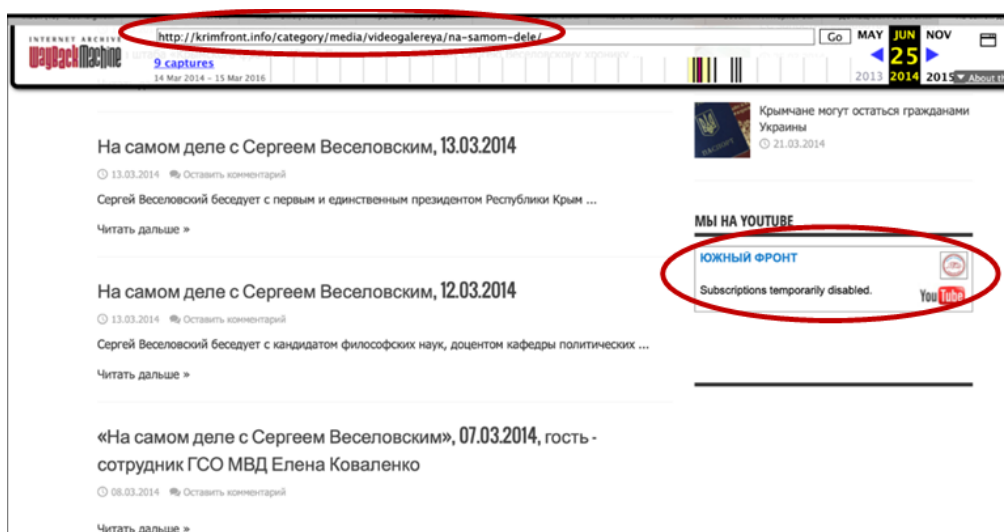 INTERNET ARCHIVE
WayBackMachine
http://krimfront.info/category/media/videogalereya/na-samom-dele/
Go
9 captures
14 Mar 2014 – 15 Mar 2016
MAY JUN NOV
25
2013 2014 2015
About th
На самом деле с Сергеем Веселовским, 13.03.2014
13.03.2014 Оставить комментарий
Сергей Веселовский беседует с первым и единственным президентом Республики Крым ...
Читать дальше »
На самом деле с Сергеем Веселовским, 12.03.2014
13.03.2014 Оставить комментарий
Сергей Веселовский беседует с кандидатом философских наук, доцентом кафедры политических ...
Читать дальше »
«На самом деле с Сергеем Веселовским», 07.03.2014, гость -
сотрудник ГСО МВД Елена Коваленко
08.03.2014 Оставить комментарий
Читать дальше »
ПАСПОРТ
Крымчане могут остаться гражданами
Украины
21.03.2014
МЫ НА YOUTUBE
ЮЖНЫЙ ФРОНТ
Subscriptions temporarily disabled.
YouTube